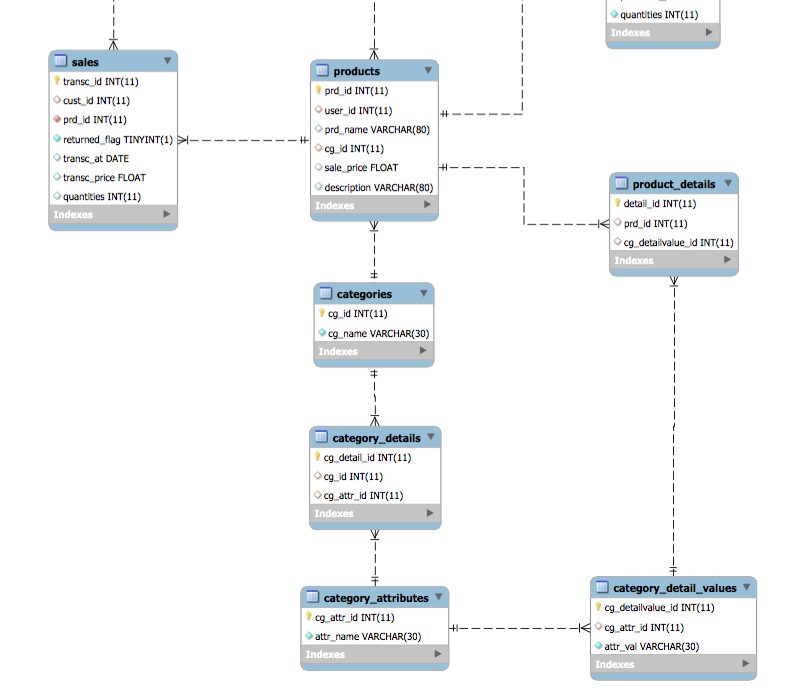 quantities INT(11)
Indexes
sales
transc_id INT(11)
cust_id INT(11)
prd_id INT(11)
returned_flag TINYINT(1)
transc_at DATE
transc_price FLOAT
quantities INT(11)
Indexes
products
prd_id INT(11)
user_id INT(11)
prd_name VARCHAR(80)
cg_id INT(11)
sale_price FLOAT
description VARCHAR(80)
Indexes
product_details
detail_id INT(11)
prd_id INT(11)
cg_detailvalue_id INT(11)
Indexes
categories
cg_id INT(11)
cg_name VARCHAR(30)
Indexes
category_details
cg_detail_id INT(11)
cg_id INT(11)
cg_attr_id INT(11)
Indexes
category_attributes
cg_attr_id INT(11)
attr_name VARCHAR(30)
Indexes
category_detail_values
cg_detailvalue_id INT(11)
cg_attr_id INT(11)
attr_val VARCHAR(30)
Indexes